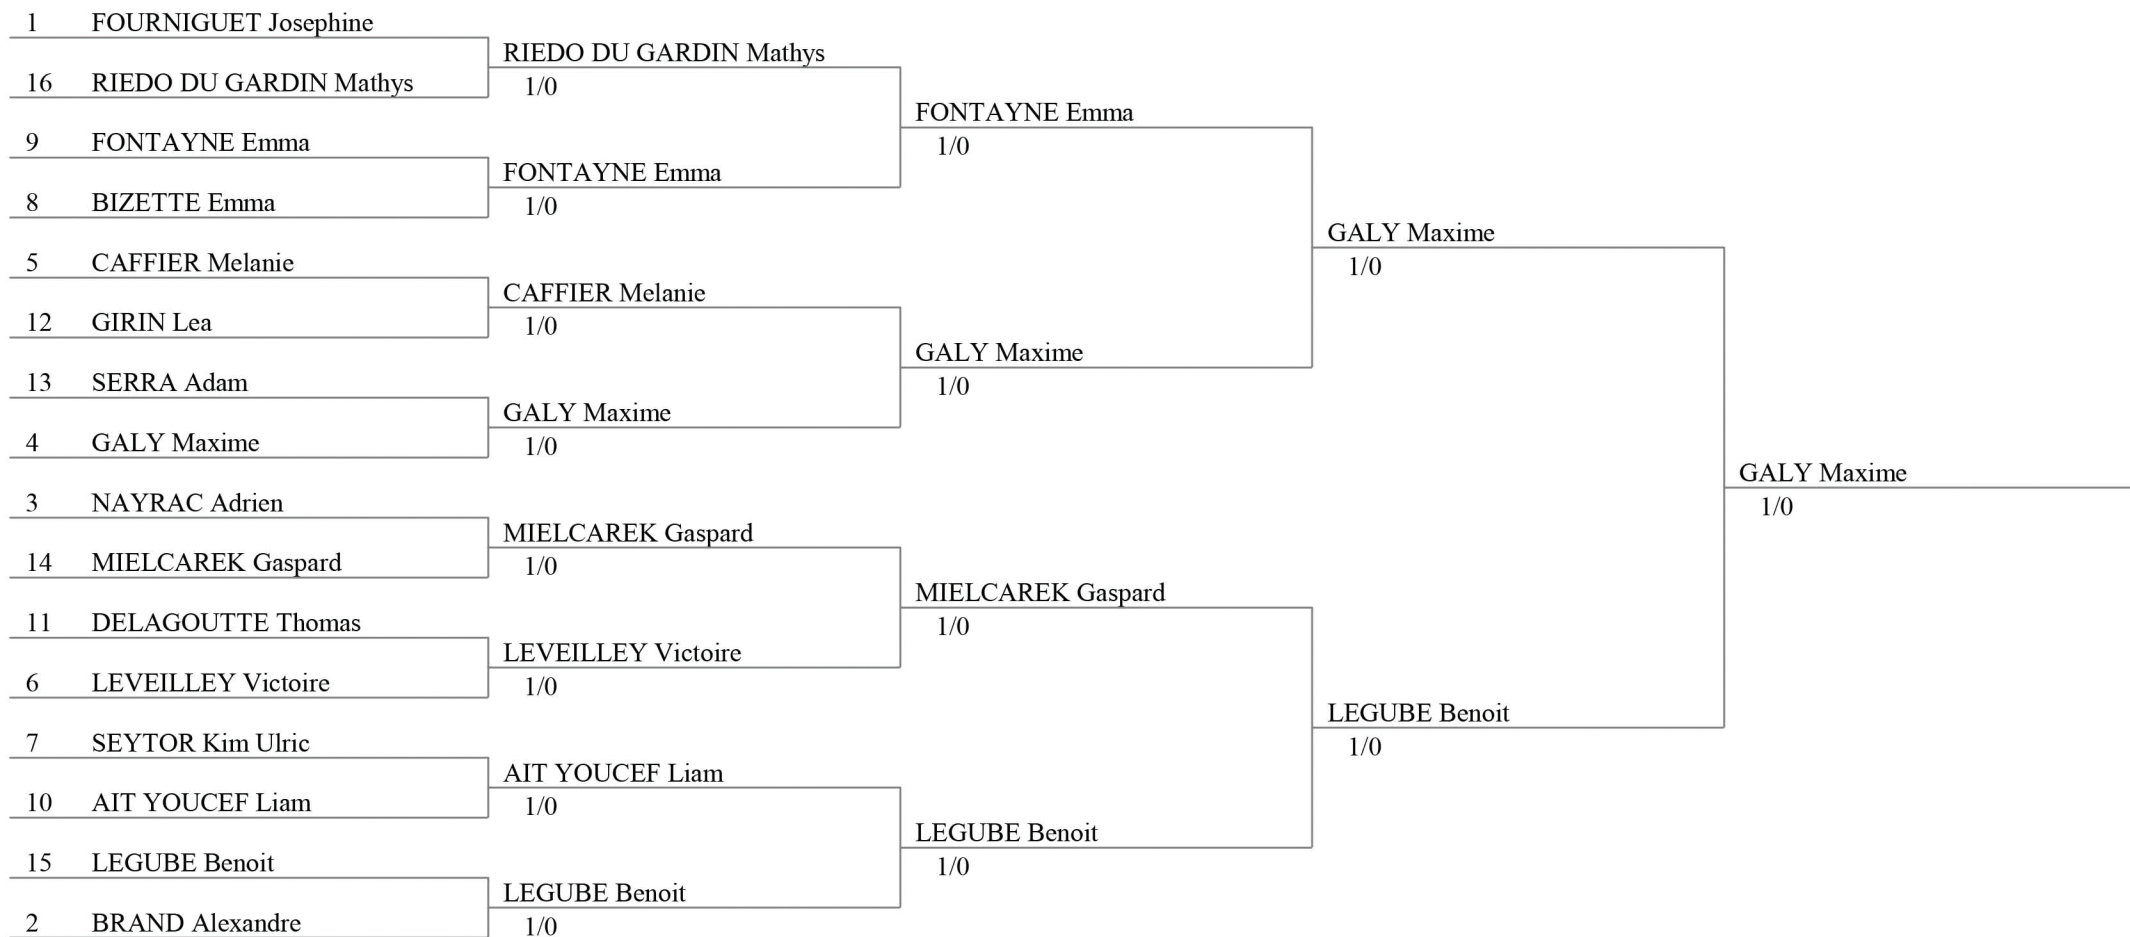 1 FOURNIGUET Josephine
16 RIEDO DU GARDIN Mathys
9 FONTAYNE Emma
8 BIZETTE Emma
5 CAFFIER Melanie
12 GIRIN Lea
13 SERRA Adam
4 GALY Maxime
3 NAYRAC Adrien
14 MIELCAREK Gaspard
11 DELAGOUTTE Thomas
6 LEVEILLEY Victoire
7 SEYTOR Kim Ulric
10 AIT YOUCEF Liam
15 LEGUBE Benoit
2 BRAND Alexandre
RIEDO DU GARDIN Mathys
1/0
FONTAYNE Emma
1/0
CAFFIER Melanie
1/0
GALY Maxime
1/0
MIELCAREK Gaspard
1/0
LEVEILLEY Victoire
1/0
AIT YOUCEF Liam
1/0
LEGUBE Benoit
1/0
FONTAYNE Emma
1/0
GALY Maxime
1/0
MIELCAREK Gaspard
1/0
LEGUBE Benoit
1/0
GALY Maxime
1/0
LEGUBE Benoit
1/0
GALY Maxime
1/0